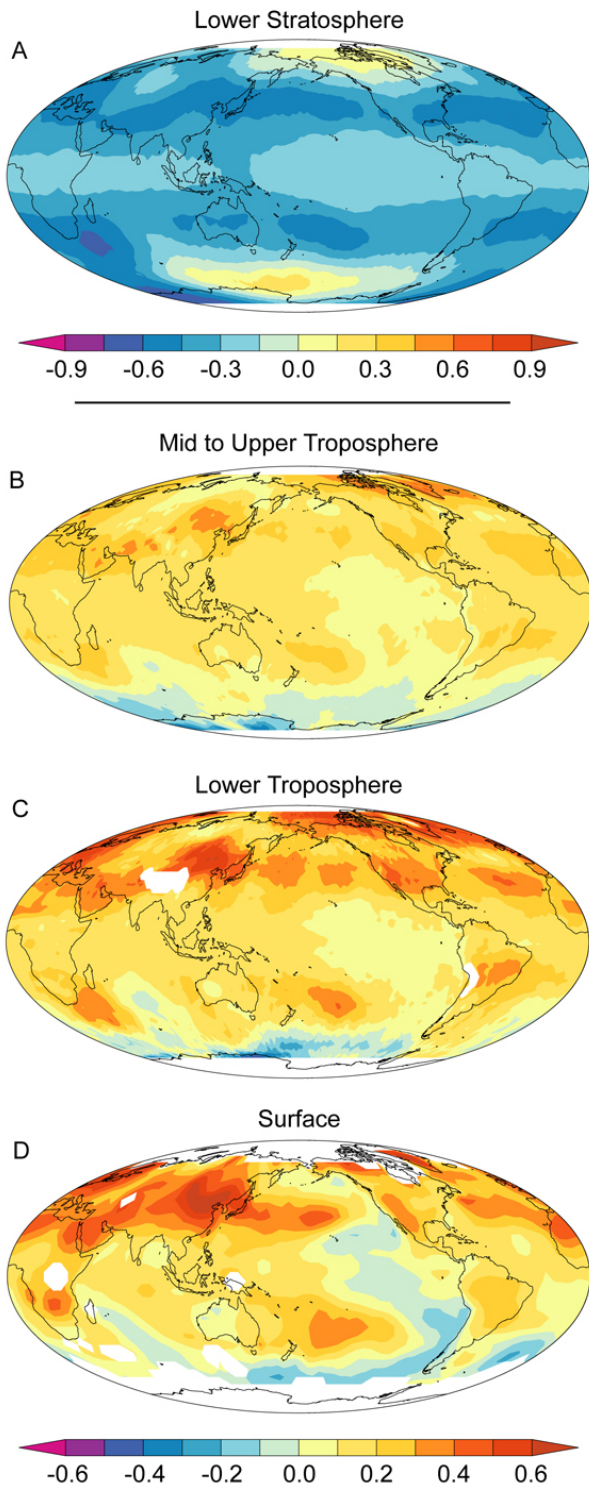 Lower Stratosphere
A
-0.9 -0.6 -0.3 0.0 0.3 0.6 0.9
Mid to Upper Troposphere
B
Lower Troposphere
C
Surface
D
-0.6 -0.4 -0.2 0.0 0.2 0.4 0.6